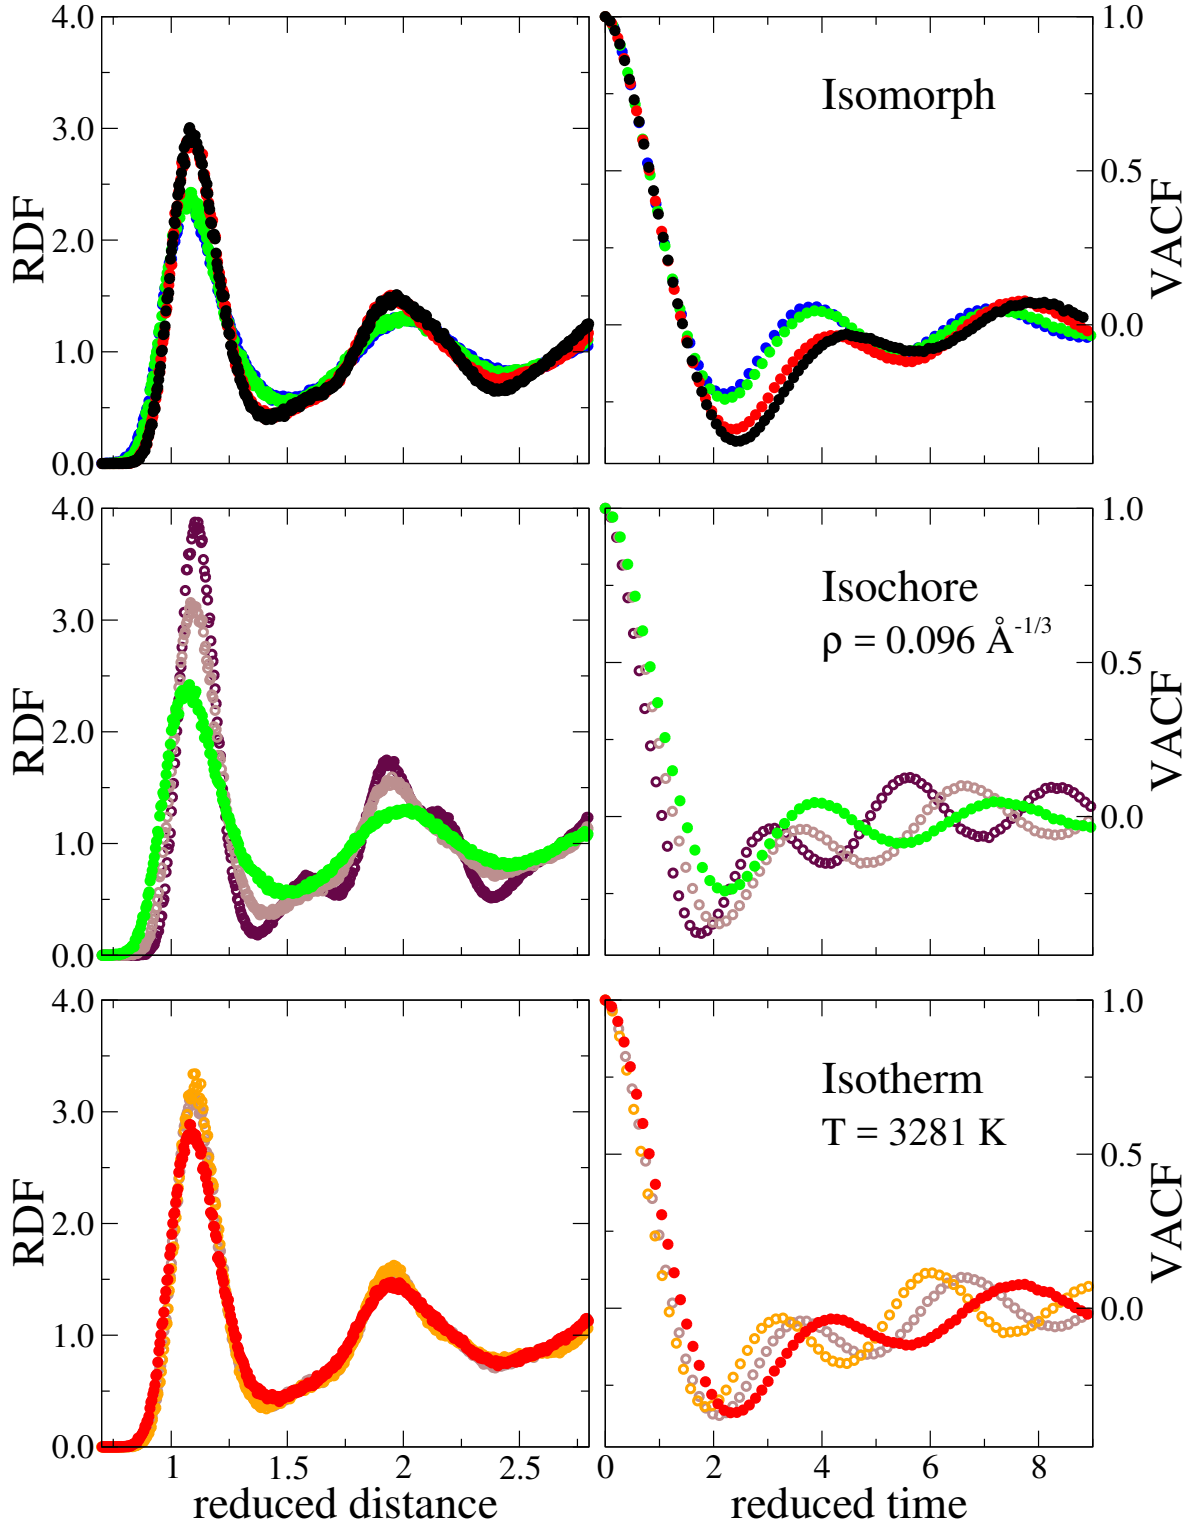 4.0
3.0
2.0
1.0
0.0
RDF
Isomorph
1.0
0.5
0.0
VACF
4.0
3.0
2.0
1.0
0.0
RDF
Isochore
ρ = 0.096 Å⁻¹/³
1.0
0.5
0.0
VACF
4.0
3.0
2.0
1.0
0.0
RDF
Isotherm
T = 3281 K
1.0
0.5
0.0
VACF
1 1.5 2 2.5
0 2 4 6 8
reduced distance
reduced time